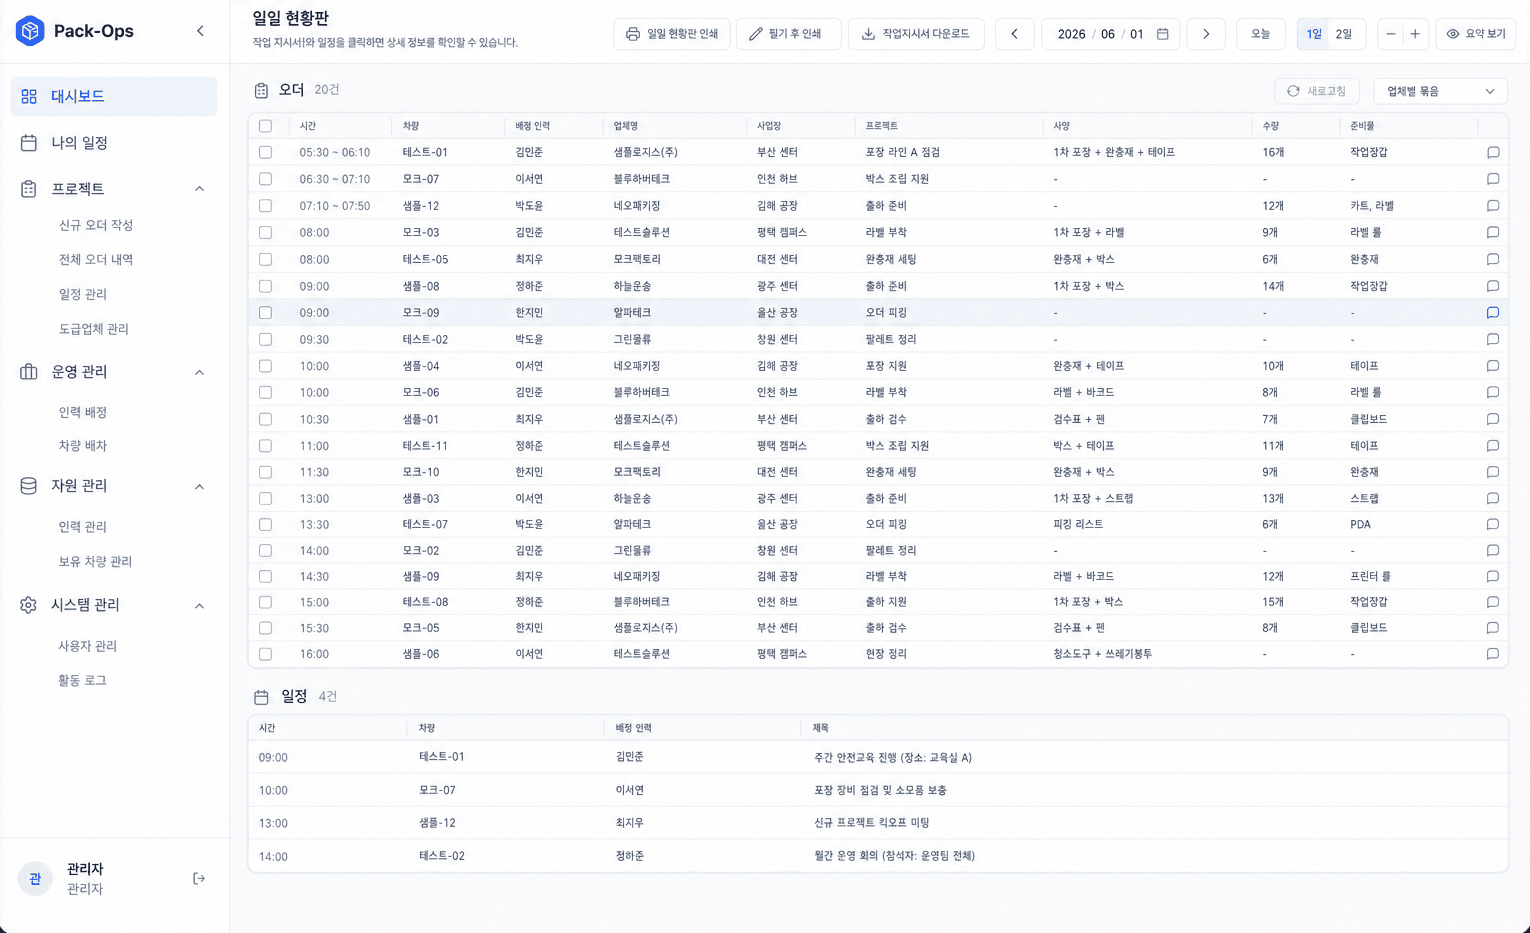 Pack-Ops
대시보드
나의 일정
프로젝트
신규 오더 작성
전체 오더 내역
일정 관리
도급업체 관리
운영 관리
인력 배정
차량 배차
자원 관리
인력 관리
보유 차량 관리
시스템 관리
사용자 관리
활동 로그
관 관리자
관리자
일일 현황판
작업 지시서와 일정을 클릭하면 상세 정보를 확인할 수 있습니다.
일일 현황판 인쇄 필기 후 인쇄 작업지시서 다운로드 2026 / 06 / 01 오늘 1일 2일 요약 보기
오더 20건 새로고침 업체별 묶음
시간 차량 배정 인력 업체명 사업장 프로젝트 사양 수량 준비물
05:30 ~ 06:10 테스트-01 김민준 샘플로지스(주) 부산 센터 포장 라인 A 점검 1차 포장 + 완충재 + 테이프 16개 작업장갑
06:30 ~ 07:10 모크-07 이서연 블루하버테크 인천 허브 박스 조립 지원 - - -
07:10 ~ 07:50 샘플-12 박도윤 네오패키징 김해 공장 출하 준비 - 12개 카트, 라벨
08:00 모크-03 김민준 테스트솔루션 평택 캠퍼스 라벨 부착 1차 포장 + 라벨 9개 라벨 롤
08:00 테스트-05 최지우 모크팩토리 대전 센터 완충재 세팅 완충재 + 박스 6개 완충재
09:00 샘플-08 정하준 하늘운송 광주 센터 출하 준비 1차 포장 + 박스 14개 작업장갑
09:00 모크-09 한지민 알파테크 울산 공장 오더 피킹 - - -
09:30 테스트-02 박도윤 그린물류 창원 센터 팔레트 정리 - - -
10:00 샘플-04 이서연 네오패키징 김해 공장 포장 지원 완충재 + 테이프 10개 테이프
10:00 모크-06 김민준 블루하버테크 인천 허브 라벨 부착 라벨 + 바코드 8개 라벨 롤
10:30 샘플-01 최지우 샘플로지스(주) 부산 센터 출하 검수 검수표 + 펜 7개 클립보드
11:00 테스트-11 정하준 테스트솔루션 평택 캠퍼스 박스 조립 지원 박스 + 테이프 11개 테이프
11:30 모크-10 한지민 모크팩토리 대전 센터 완충재 세팅 완충재 + 박스 9개 완충재
13:00 샘플-03 이서연 하늘운송 광주 센터 출하 준비 1차 포장 + 스트랩 13개 스트랩
13:30 테스트-07 박도윤 알파테크 울산 공장 오더 피킹 피킹 리스트 6개 PDA
14:00 모크-02 김민준 그린물류 창원 센터 팔레트 정리 - - -
14:30 샘플-09 최지우 네오패키징 김해 공장 라벨 부착 라벨 + 바코드 12개 프린터 롤
15:00 테스트-08 정하준 블루하버테크 인천 허브 출하 지원 1차 포장 + 박스 15개 작업장갑
15:30 모크-05 한지민 샘플로지스(주) 부산 센터 출하 검수 검수표 + 펜 8개 클립보드
16:00 샘플-06 이서연 테스트솔루션 평택 캠퍼스 현장 정리 청소도구 + 쓰레기봉투 - -
일정 4건
시간 차량 배정 인력 제목
09:00 테스트-01 김민준 주간 안전교육 진행 (장소: 교육실 A)
10:00 모크-07 이서연 포장 장비 점검 및 소모품 보충
13:00 샘플-12 최지우 신규 프로젝트 킥오프 미팅
14:00 테스트-02 정하준 월간 운영 회의 (참석자: 운영팀 전체)